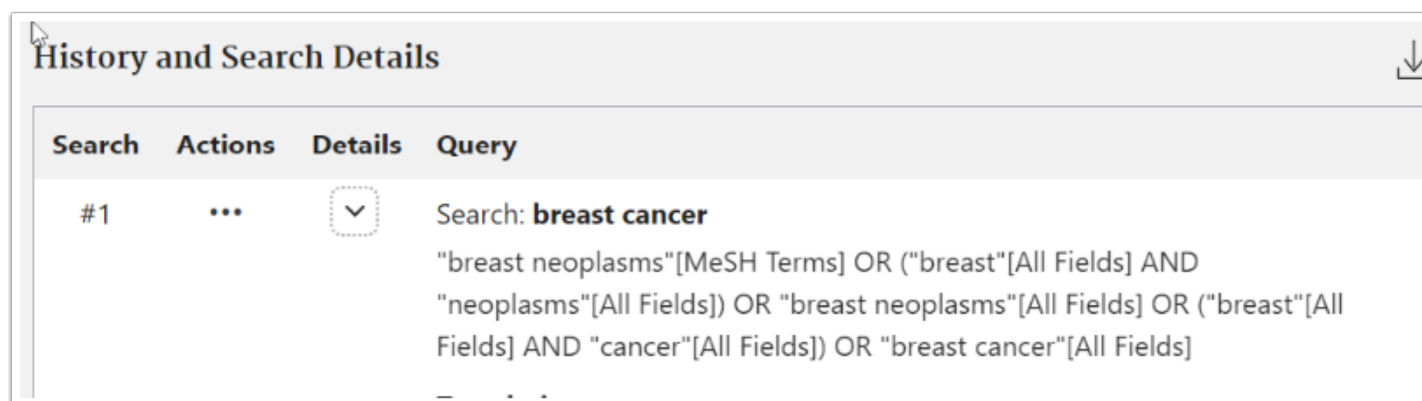 History and Search Details
Search Actions Details Query
#1 ••• Search: breast cancer
"breast neoplasms"[MeSH Terms] OR ("breast"[All Fields] AND
"neoplasms"[All Fields]) OR "breast neoplasms"[All Fields] OR ("breast"[All
Fields] AND "cancer"[All Fields]) OR "breast cancer"[All Fields]